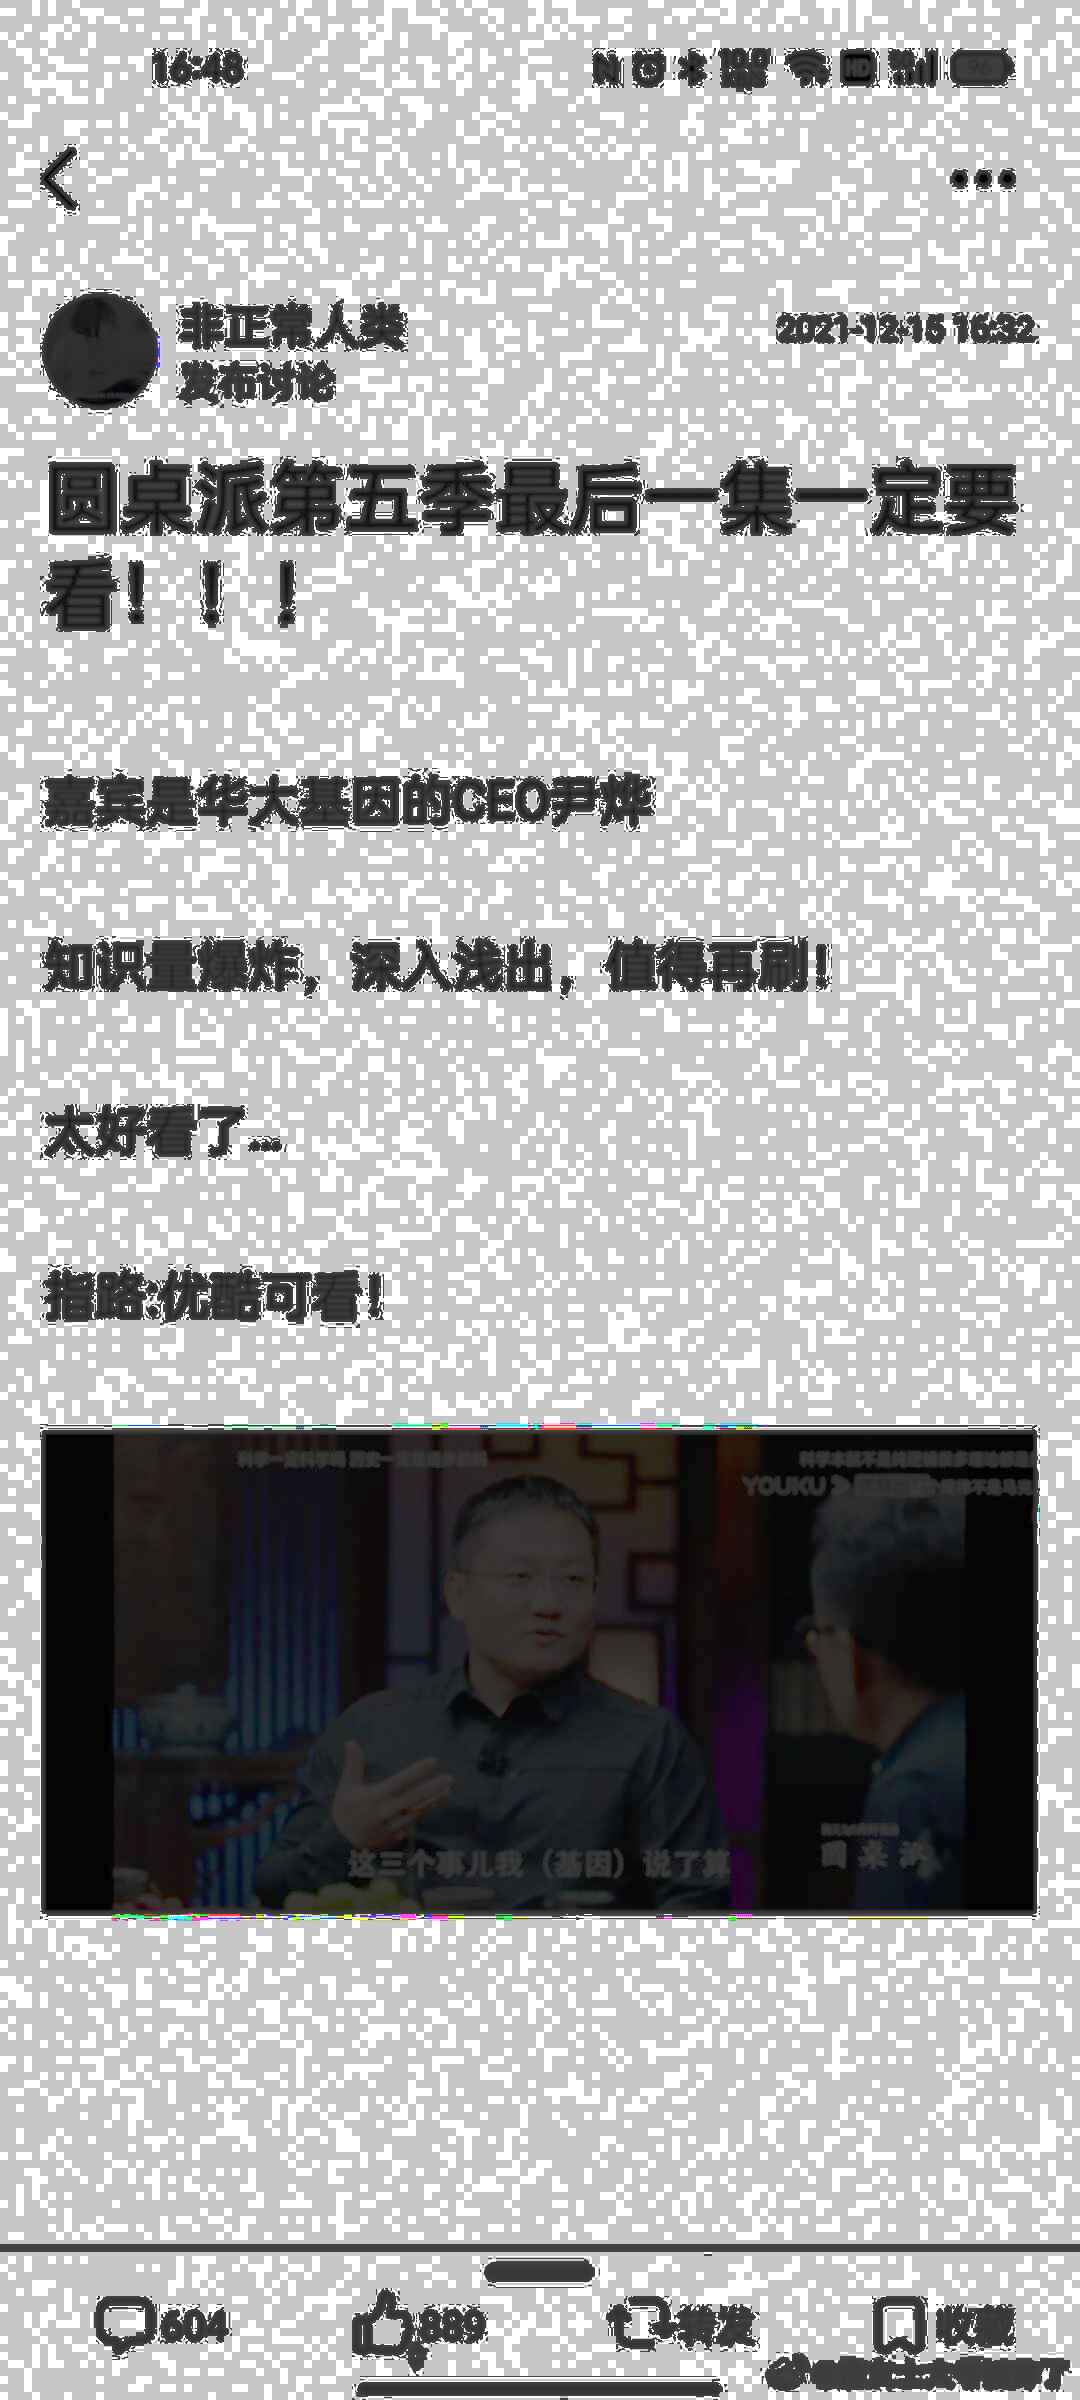 16:48
非正常人类
2021-12-15 16:32
发布讨论
圆桌派第五季最后一集一定要
看！！！
嘉宾是华大基因的CEO尹烨
知识量爆炸，深入浅出，值得再刷！
太好看了...
指路:优酷可看！
YOUKU
这三个事儿我（基因）说了算
圆桌派
604
889
转发
收藏